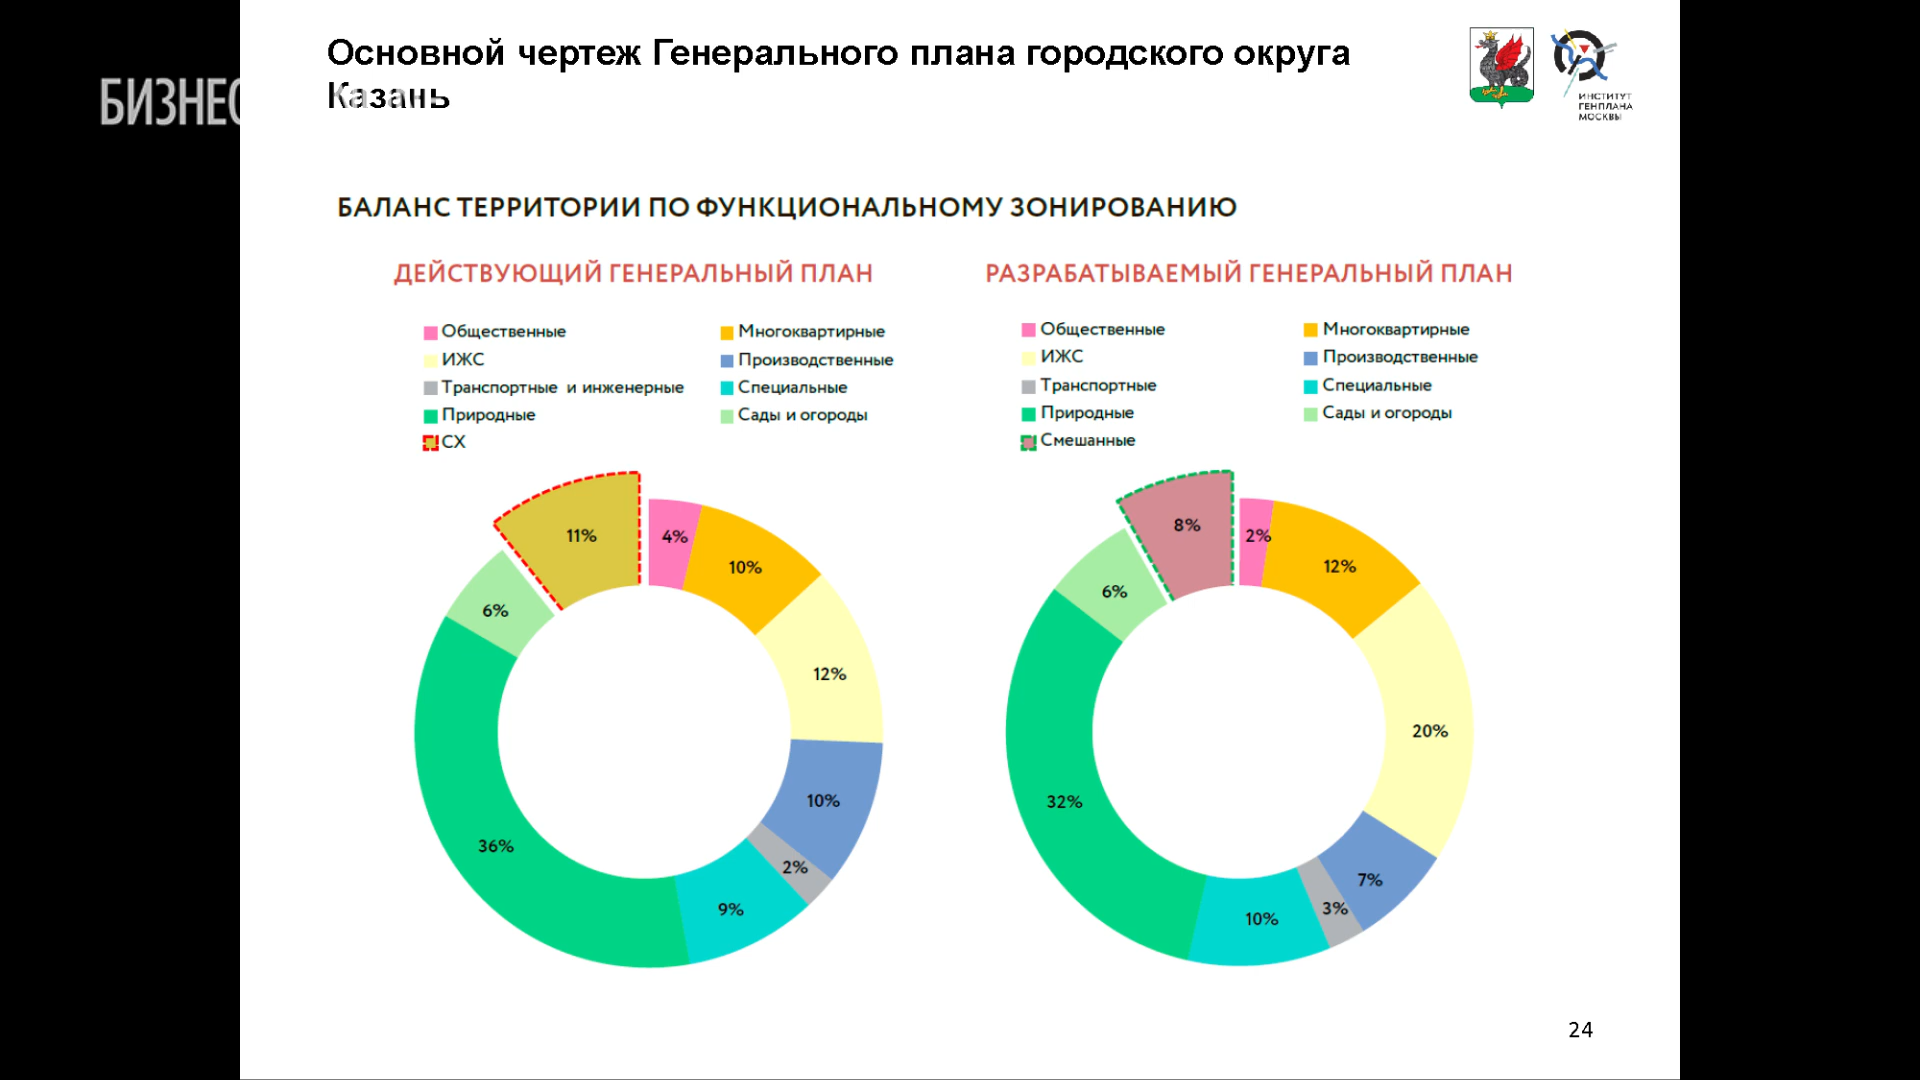 Основной чертеж Генерального плана городского округа
Казань
БИЗНЕС
ИНСТИТУТ
ГЕНПЛАНА
МОСКВЫ
БАЛАНС ТЕРРИТОРИИ ПО ФУНКЦИОНАЛЬНОМУ ЗОНИРОВАНИЮ
ДЕЙСТВУЮЩИЙ ГЕНЕРАЛЬНЫЙ ПЛАН
Общественные
Многоквартирные
ИЖС
Производственные
Транспортные и инженерные
Специальные
Природные
Сады и огороды
СХ
11%
4%
10%
12%
10%
2%
9%
36%
6%
РАЗРАБАТЫВАЕМЫЙ ГЕНЕРАЛЬНЫЙ ПЛАН
Общественные
Многоквартирные
ИЖС
Производственные
Транспортные
Специальные
Природные
Сады и огороды
Смешанные
8%
2%
12%
20%
7%
3%
10%
32%
6%
24